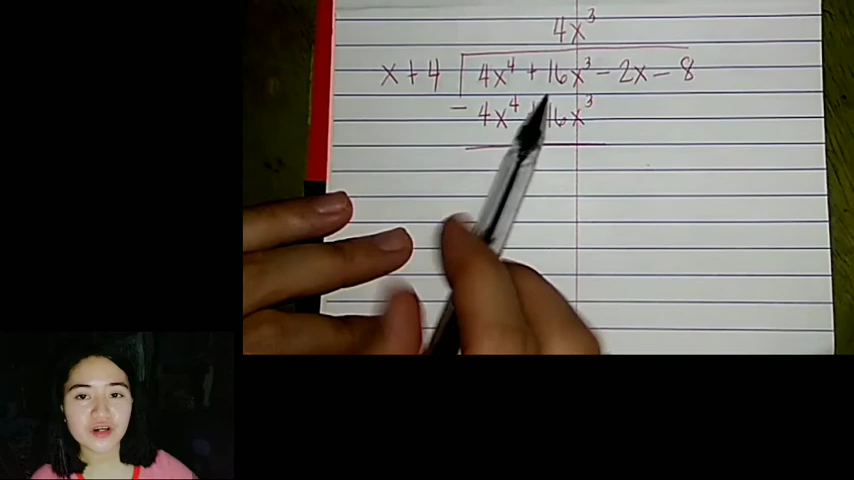 4x³
x + 4 4x⁴ + 16x³ - 2x - 8
- 4x⁴ + 16x³